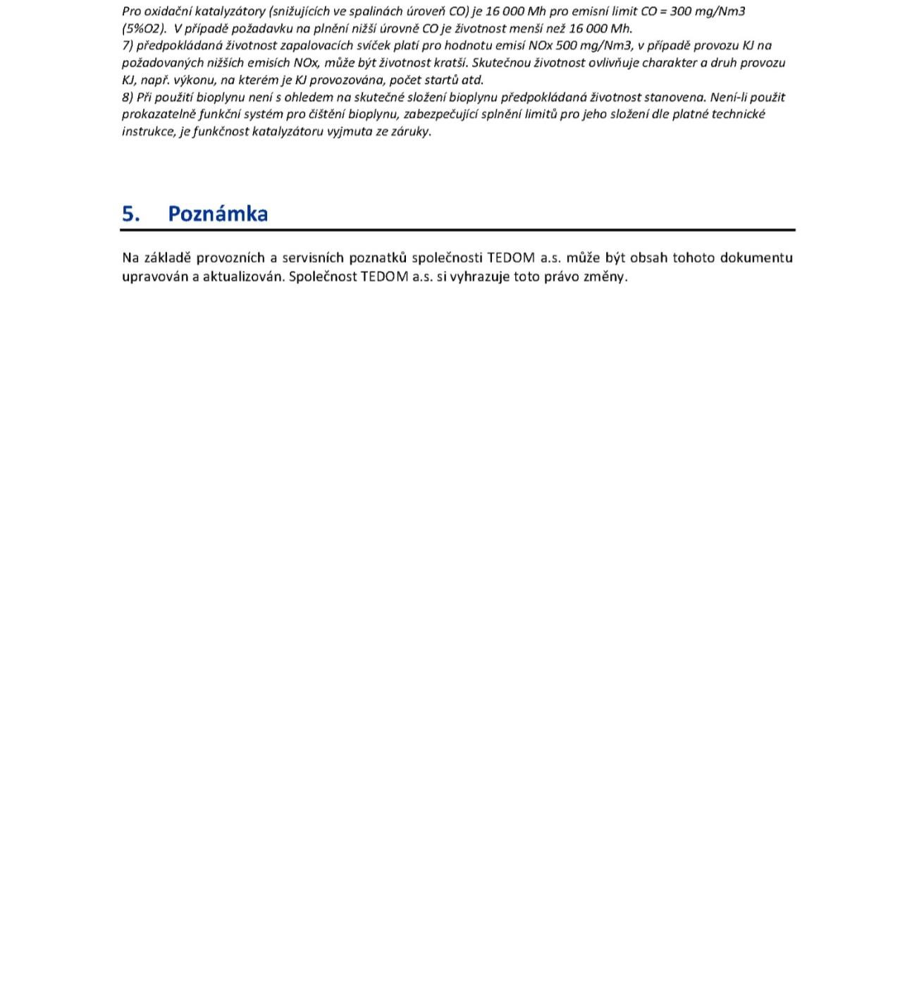 Pro oxidační katalyzátory (snižujících ve spalinách úroveň CO) je 16 000 Mh pro emisní limit CO = 300 mg/Nm3
(5%O2).  V případě požadavku na plnění nižší úrovně CO je životnost menší než 16 000 Mh.
7) předpokládaná životnost zapalovacích svíček platí pro hodnotu emisí NOx 500 mg/Nm3, v případě provozu KJ na
požadovaných nižších emisích NOx, může být životnost kratší. Skutečnou životnost ovlivňuje charakter a druh provozu
KJ, např. výkonu, na kterém je KJ provozována, počet startů atd.
8) Při použití bioplynu není s ohledem na skutečné složení bioplynu předpokládaná životnost stanovena. Není-li použit
prokazatelně funkční systém pro čištění bioplynu, zabezpečující splnění limitů pro jeho složení dle platné technické
instrukce, je funkčnost katalyzátoru vyjmuta ze záruky.
5. Poznámka
Na základě provozních a servisních poznatků společnosti TEDOM a.s. může být obsah tohoto dokumentu
upravován a aktualizován. Společnost TEDOM a.s. si vyhrazuje toto právo změny.